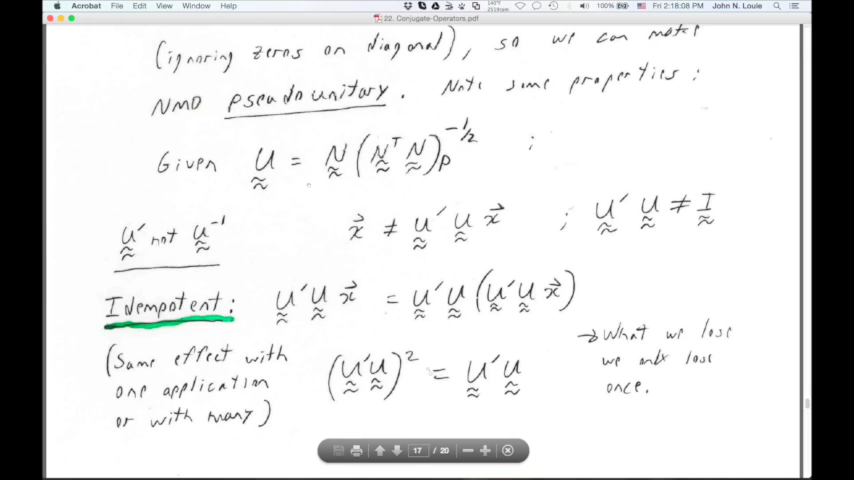 Acrobat File Edit View Window Help 100% Fri 2:18:08 PM John N. Louie
22. Conjugate-Operators.pdf
(ignoring zeros on diagonal), so we can make
NMO pseudounitary. Note some properties:
Given U = N (NᵀN)p^-1/2 ;
U′ not U⁻¹ x⃗ ≠ U′ U x⃗ ; U′ U ≠ I
Idempotent: U′U x⃗ = U′U (U′U x⃗)
(Same effect with
one application
or with many)
(U′U)² = U′U
→ What we lose
we only lose
once.
17 / 20